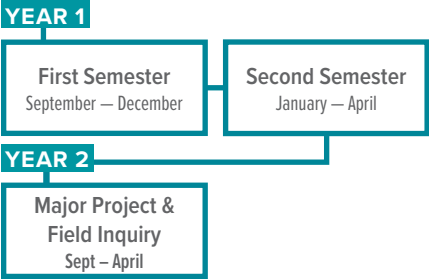 YEAR 1
First Semester
September — December
Second Semester
January — April
YEAR 2
Major Project &
Field Inquiry
Sept – April